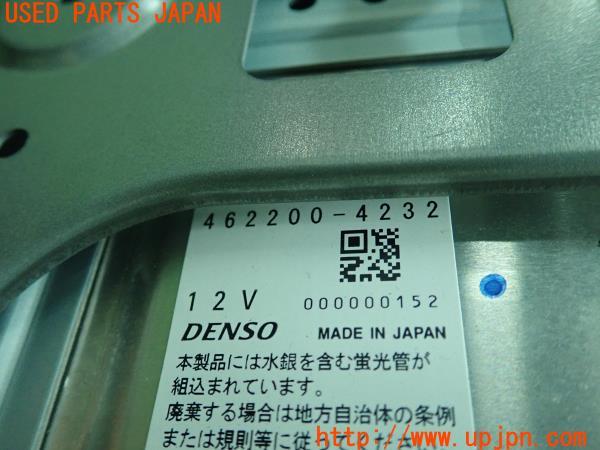 USED PARTS JAPAN
462200-4232
12V 000000152
DENSO MADE IN JAPAN
本製品には水銀を含む蛍光管が
組込まれています。
廃棄する場合は地方自治体の条例
または規則等に従って
http://www.upjpn.com